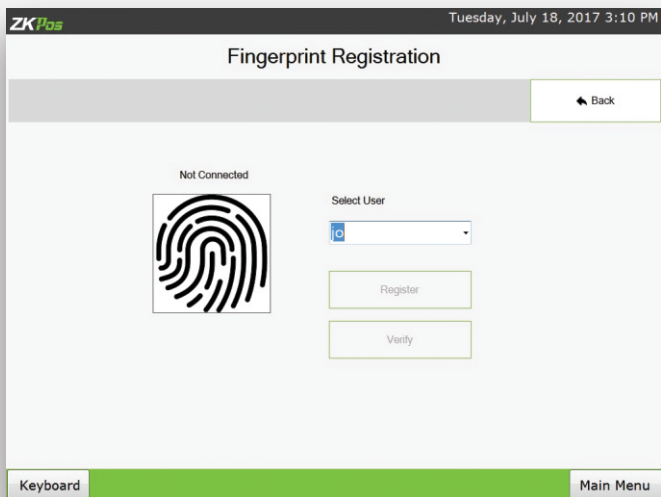 ZKPos
Tuesday, July 18, 2017 3:10 PM
Fingerprint Registration
Back
Not Connected
Select User
jo
Register
Verify
Keyboard
Main Menu